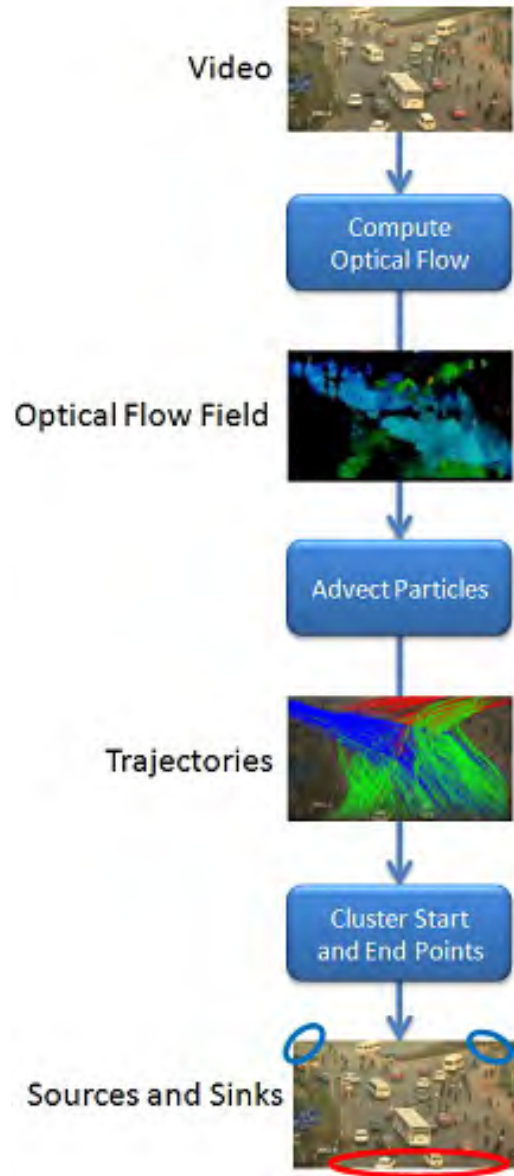 Video
Compute
Optical Flow
Optical Flow Field
Advect Particles
Trajectories
Cluster Start
and End Points
Sources and Sinks